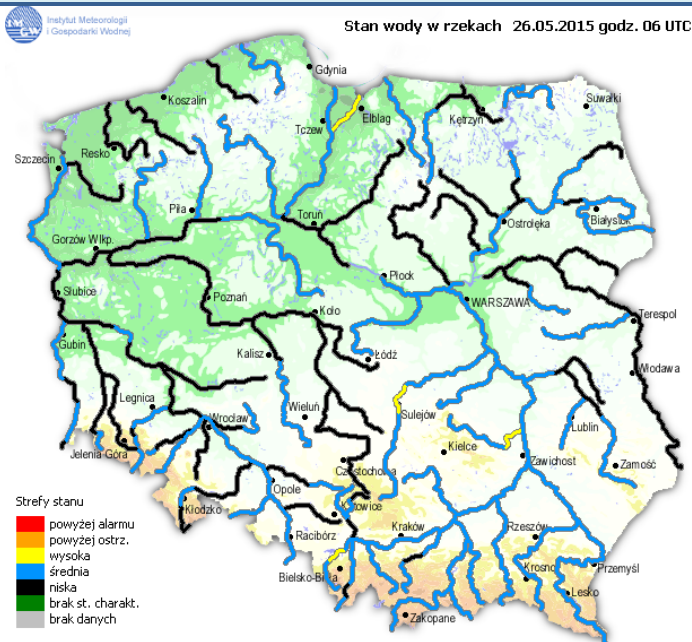 Instytut Meteorologii
i Gospodarki Wodnej
Stan wody w rzekach 26.05.2015 godz. 06 UTC
Gdynia
Koszalin
Suwałki
Elbląg
Tczew
Kętrzyn
Resko
Szczecin
Piła
Toruń
Ostrołęka
Białystok
Gorzów Wlkp.
Płock
Słubice
Poznań
Koło
WARSZAWA
Terespol
Gubin
Kalisz
Łódź
Włodawa
Legnica
Wieluń
Sulejów
Wrocław
Lublin
Jelenia Góra
Kielce
Zawichost
Zamość
Częstochowa
Opole
Kłodzko
Katowice
Kraków
Rzeszów
Racibórz
Bielsko-Biała
Krosno
Przemyśl
Lesko
Zakopane
Strefy stanu
powyżej alarmu
powyżej ostrz.
wysoka
średnia
niska
brak st. charakt.
brak danych